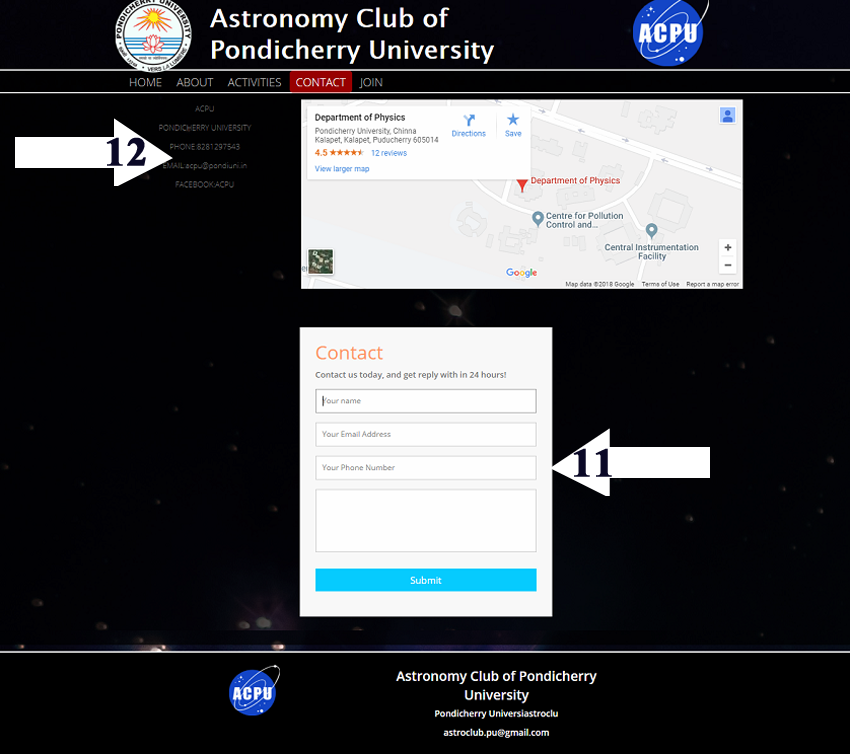 PONDICHERRY UNIVERSITY
VERS LA LUMIERE
Astronomy Club of
Pondicherry University
ACPU
HOME ABOUT ACTIVITIES CONTACT JOIN
ACPU
PONDICHERRY UNIVERSITY
PHONE:8281297643
EMAIL:acpu@pondiuni.in
FACEBOOK:ACPU
12
Department of Physics
Pondicherry University, Chinna
Kalapet, Kalapet, Puducherry 605014
4.5 12 reviews
View larger map
Directions
Save
Department of Physics
Centre for Pollution
Control and...
Central Instrumentation
Facility
+
−
Google
Map data ©2018 Google Terms of Use Report a map error
Contact
Contact us today, and get reply with in 24 hours!
Your name
Your Email Address
Your Phone Number
11
Submit
ACPU
Astronomy Club of Pondicherry
University
Pondicherry Universiastroclu
astroclub.pu@gmail.com